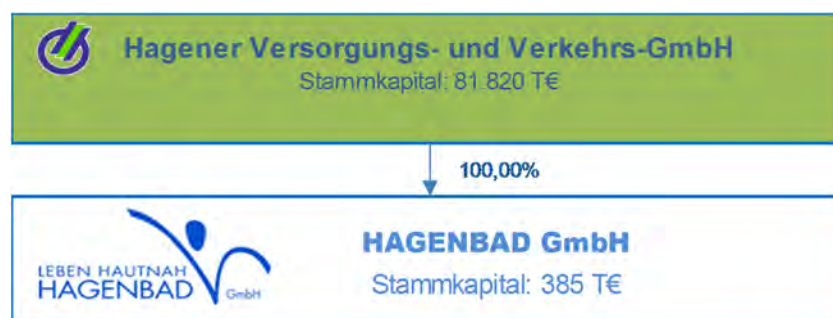 Hagener Versorgungs- und Verkehrs-GmbH
Stammkapital: 81.820 T€
100,00%
LEBEN HAUTNAH
HAGENBAD GmbH
HAGENBAD GmbH
Stammkapital: 385 T€